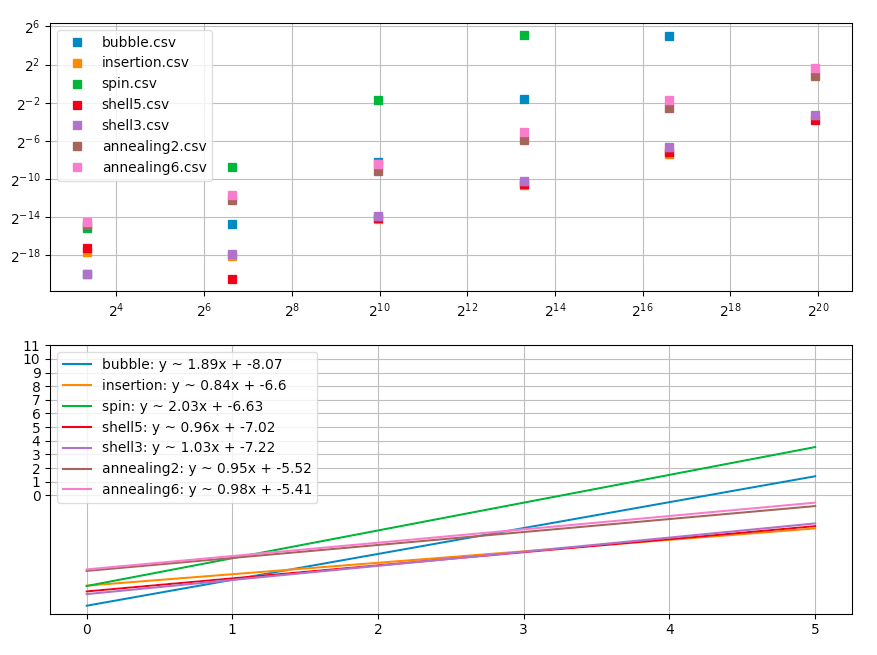 2^6
2^2
2^−2
2^−6
2^−10
2^−14
2^−18
bubble.csv
insertion.csv
spin.csv
shell5.csv
shell3.csv
annealing2.csv
annealing6.csv
2^4 2^6 2^8 2^10 2^12 2^14 2^16 2^18 2^20
11
10
9
8
7
6
5
4
3
2
1
0
bubble: y ~ 1.89x + -8.07
insertion: y ~ 0.84x + -6.6
spin: y ~ 2.03x + -6.63
shell5: y ~ 0.96x + -7.02
shell3: y ~ 1.03x + -7.22
annealing2: y ~ 0.95x + -5.52
annealing6: y ~ 0.98x + -5.41
0 1 2 3 4 5